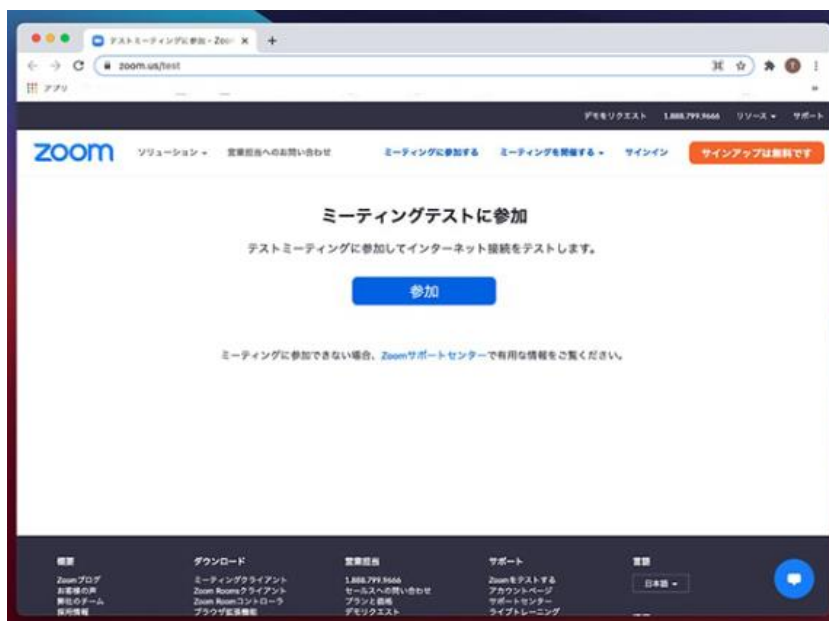 テストミーティングに参加 - Zoom
zoom.us/test
アプリ
デモをリクエスト 1.888.799.9666 リソース サポート
zoom ソリューション 営業担当へのお問い合わせ ミーティングに参加する ミーティングを開催する サインイン サインアップは無料です
ミーティングテストに参加
テストミーティングに参加してインターネット接続をテストします。
参加
ミーティングに参加できない場合、Zoomサポートセンターで有用な情報をご覧ください。
概要 ダウンロード 営業担当 サポート 言語
Zoomブログ ミーティングクライアント 1.888.799.9666 Zoomをテストする 日本語
お客様の声 Zoom Roomsクライアント セールスへの問い合わせ アカウントページ
弊社のチーム Zoom Roomコントローラ プランと価格 サポートセンター
採用情報 ブラウザ拡張機能 デモリクエスト ライブトレーニング